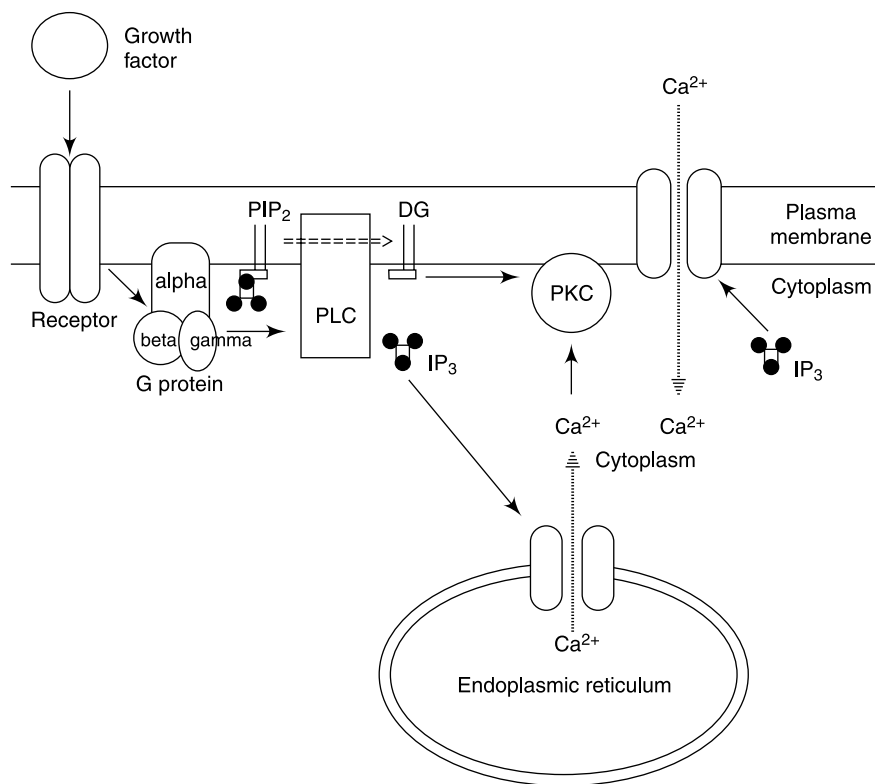 Growth
factor
Ca²⁺
PIP₂
DG
Plasma
membrane
alpha
Cytoplasm
PKC
Receptor
PLC
beta
gamma
IP₃
IP₃
G protein
Ca²⁺
Ca²⁺
Cytoplasm
Ca²⁺
Endoplasmic reticulum